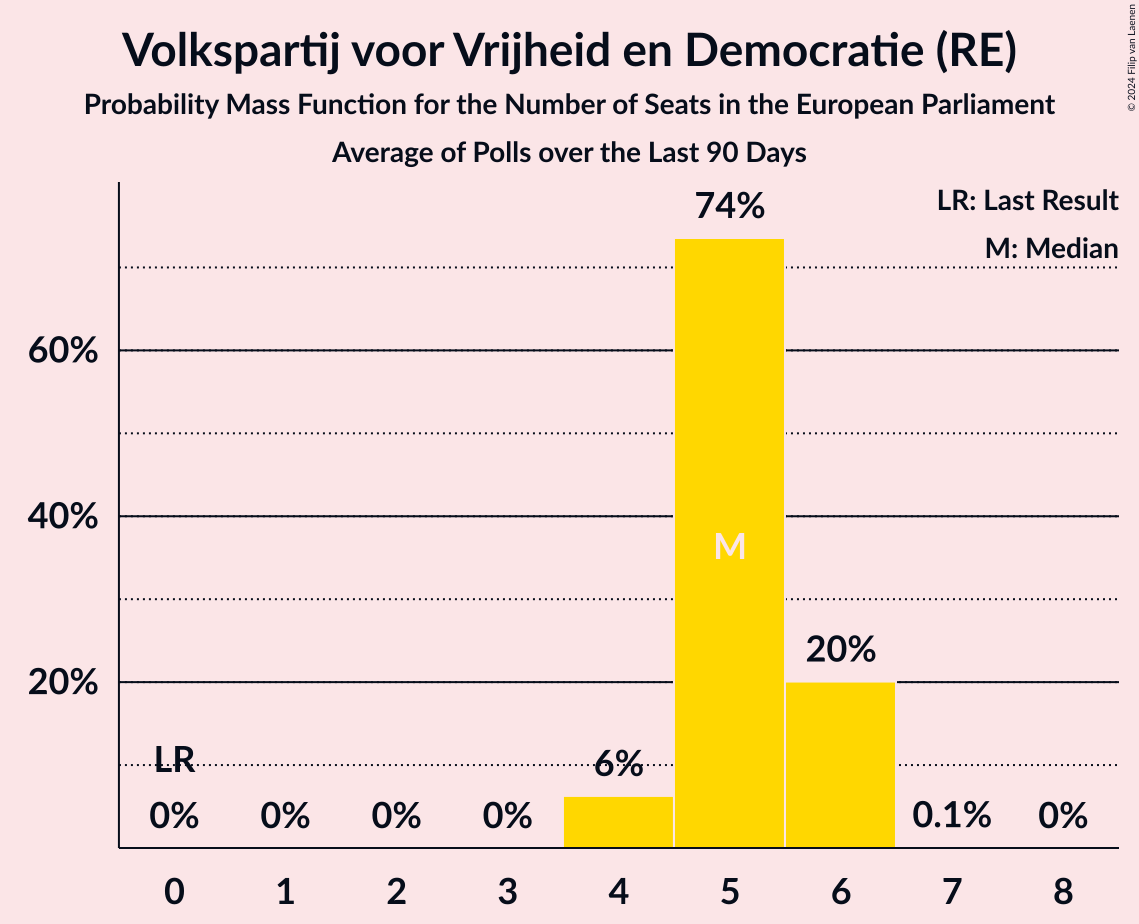 Volkspartij voor Vrijheid en Democratie (RE)
Probability Mass Function for the Number of Seats in the European Parliament
Average of Polls over the Last 90 Days
© 2024 Filip van Laenen
LR: Last Result
M: Median
74%
60%
40%
M
20%
20%
LR
6%
0%
0%
0%
0%
0.1%
0%
0
1
2
3
4
5
6
7
8